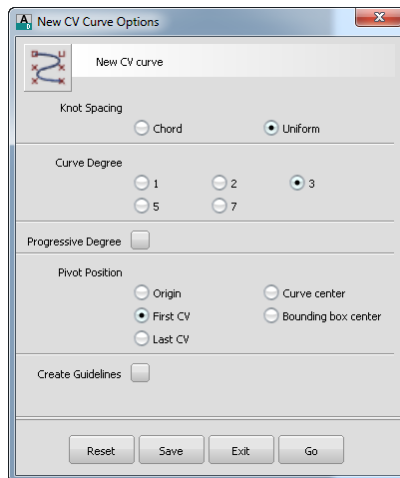 New CV Curve Options
New CV curve
Knot Spacing
Chord Uniform
Curve Degree
1 2 3
5 7
Progressive Degree
Pivot Position
Origin Curve center
First CV Bounding box center
Last CV
Create Guidelines
Reset Save Exit Go